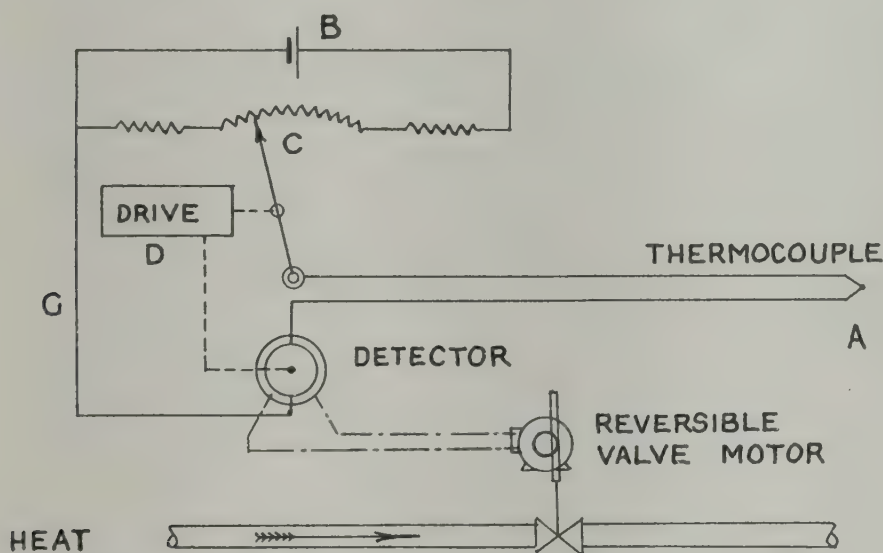 B
C
DRIVE
D
THERMOCOUPLE
G
A
DETECTOR
REVERSIBLE
VALVE MOTOR
HEAT